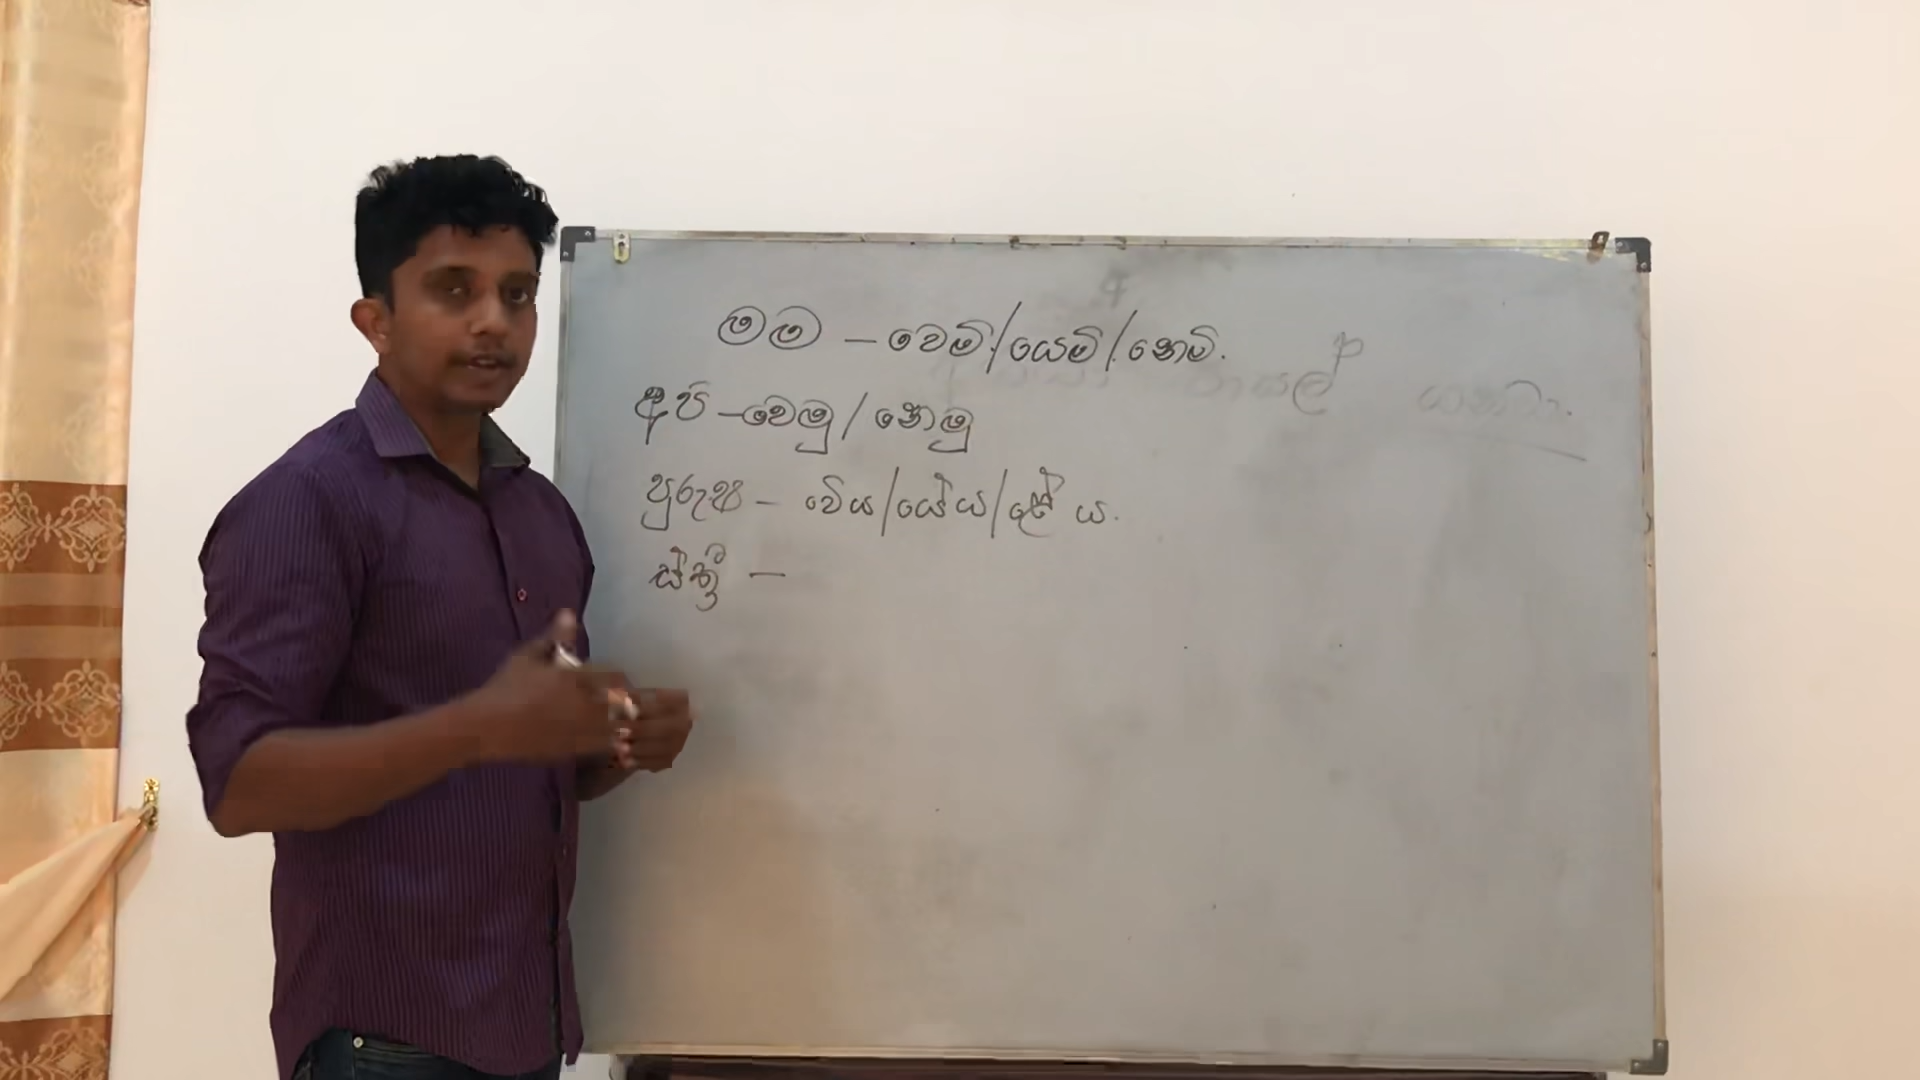 මම – වෙමි/යෙමි/නෙමි.
අපි – වෙමු/නෙමු
පුරුෂ – වේය/යේය/ණේය.
ස්ත්‍රී –